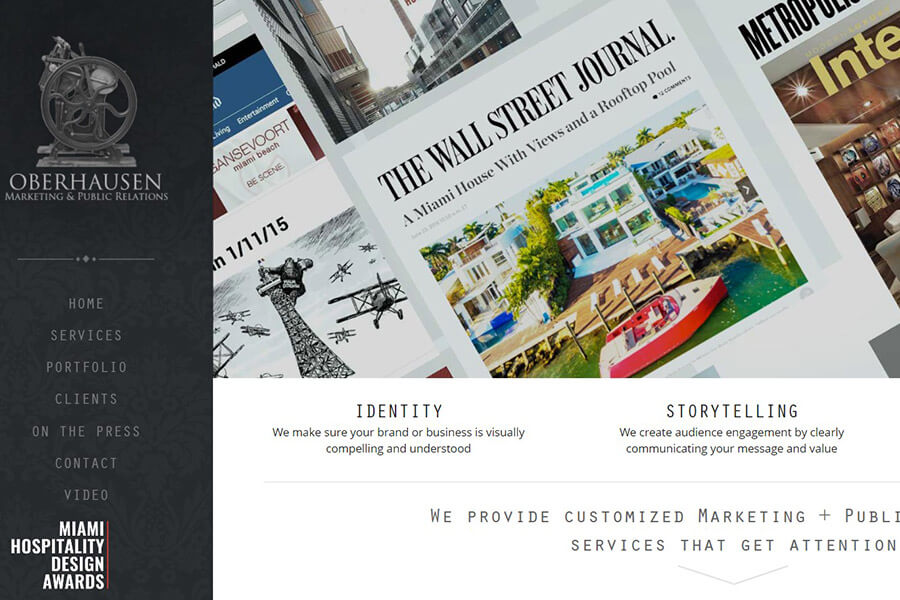 OBERHAUSEN
MARKETING & PUBLIC RELATIONS
HOME
SERVICES
PORTFOLIO
CLIENTS
ON THE PRESS
CONTACT
VIDEO
MIAMI
HOSPITALITY
DESIGN
AWARDS
ALD
Living Entertainment
GANSEVOORT
miami beach
BE SCENE.
1/11/15
THE WALL STREET JOURNAL.
A Miami House With Views and a Rooftop Pool
12 COMMENTS
METROPOLI
Inte
IDENTITY
We make sure your brand or business is visually
compelling and understood
STORYTELLING
We create audience engagement by clearly
communicating your message and value
WE PROVIDE CUSTOMIZED MARKETING + PUBLI
SERVICES THAT GET ATTENTION